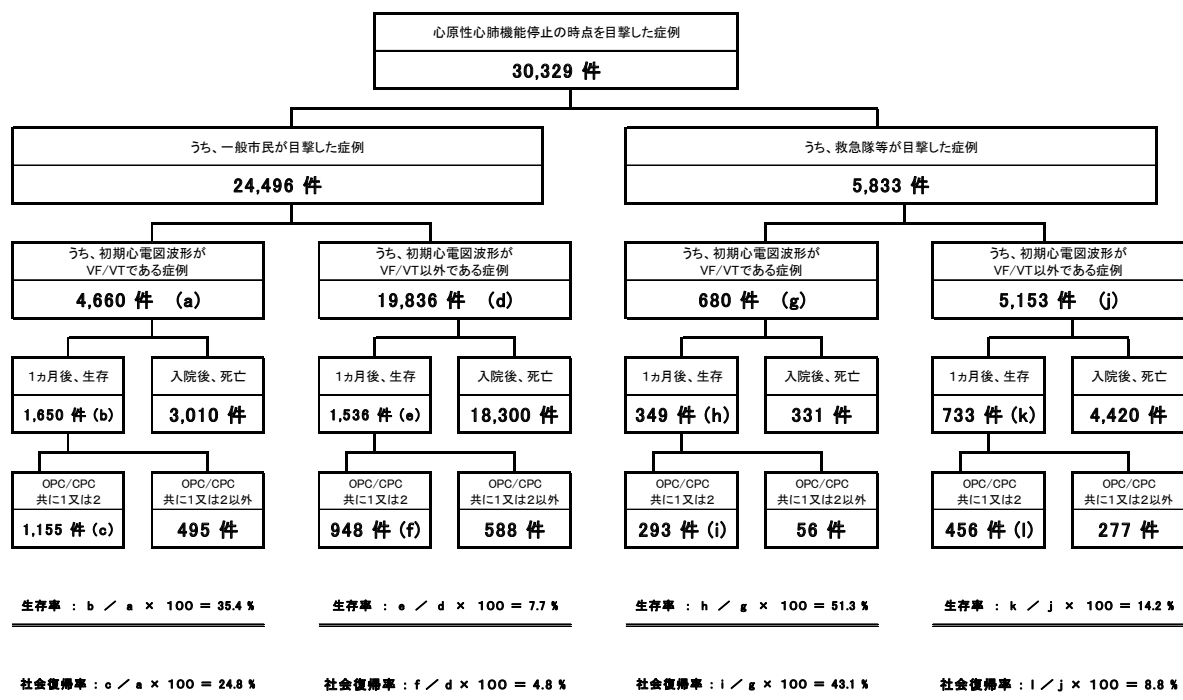 心原性心肺機能停止の時点を目撃した症例
30,329 件
うち、一般市民が目撃した症例
24,496 件
うち、救急隊等が目撃した症例
5,833 件
うち、初期心電図波形が
VF/VTである症例
4,660 件 (a)
うち、初期心電図波形が
VF/VT以外である症例
19,836 件 (d)
うち、初期心電図波形が
VF/VTである症例
680 件 (g)
うち、初期心電図波形が
VF/VT以外である症例
5,153 件 (j)
1ヵ月後、生存
1,650 件 (b)
入院後、死亡
3,010 件
1ヵ月後、生存
1,536 件 (e)
入院後、死亡
18,300 件
1ヵ月後、生存
349 件 (h)
入院後、死亡
331 件
1ヵ月後、生存
733 件 (k)
入院後、死亡
4,420 件
OPC/CPC
共に1又は2
1,155 件 (c)
OPC/CPC
共に1又は2以外
495 件
OPC/CPC
共に1又は2
948 件 (f)
OPC/CPC
共に1又は2以外
588 件
OPC/CPC
共に1又は2
293 件 (i)
OPC/CPC
共に1又は2以外
56 件
OPC/CPC
共に1又は2
456 件 (l)
OPC/CPC
共に1又は2以外
277 件
生存率 : b / a × 100 = 35.4 %
生存率 : e / d × 100 = 7.7 %
生存率 : h / g × 100 = 51.3 %
生存率 : k / j × 100 = 14.2 %
社会復帰率 : c / a × 100 = 24.8 %
社会復帰率 : f / d × 100 = 4.8 %
社会復帰率 : i / g × 100 = 43.1 %
社会復帰率 : l / j × 100 = 8.8 %